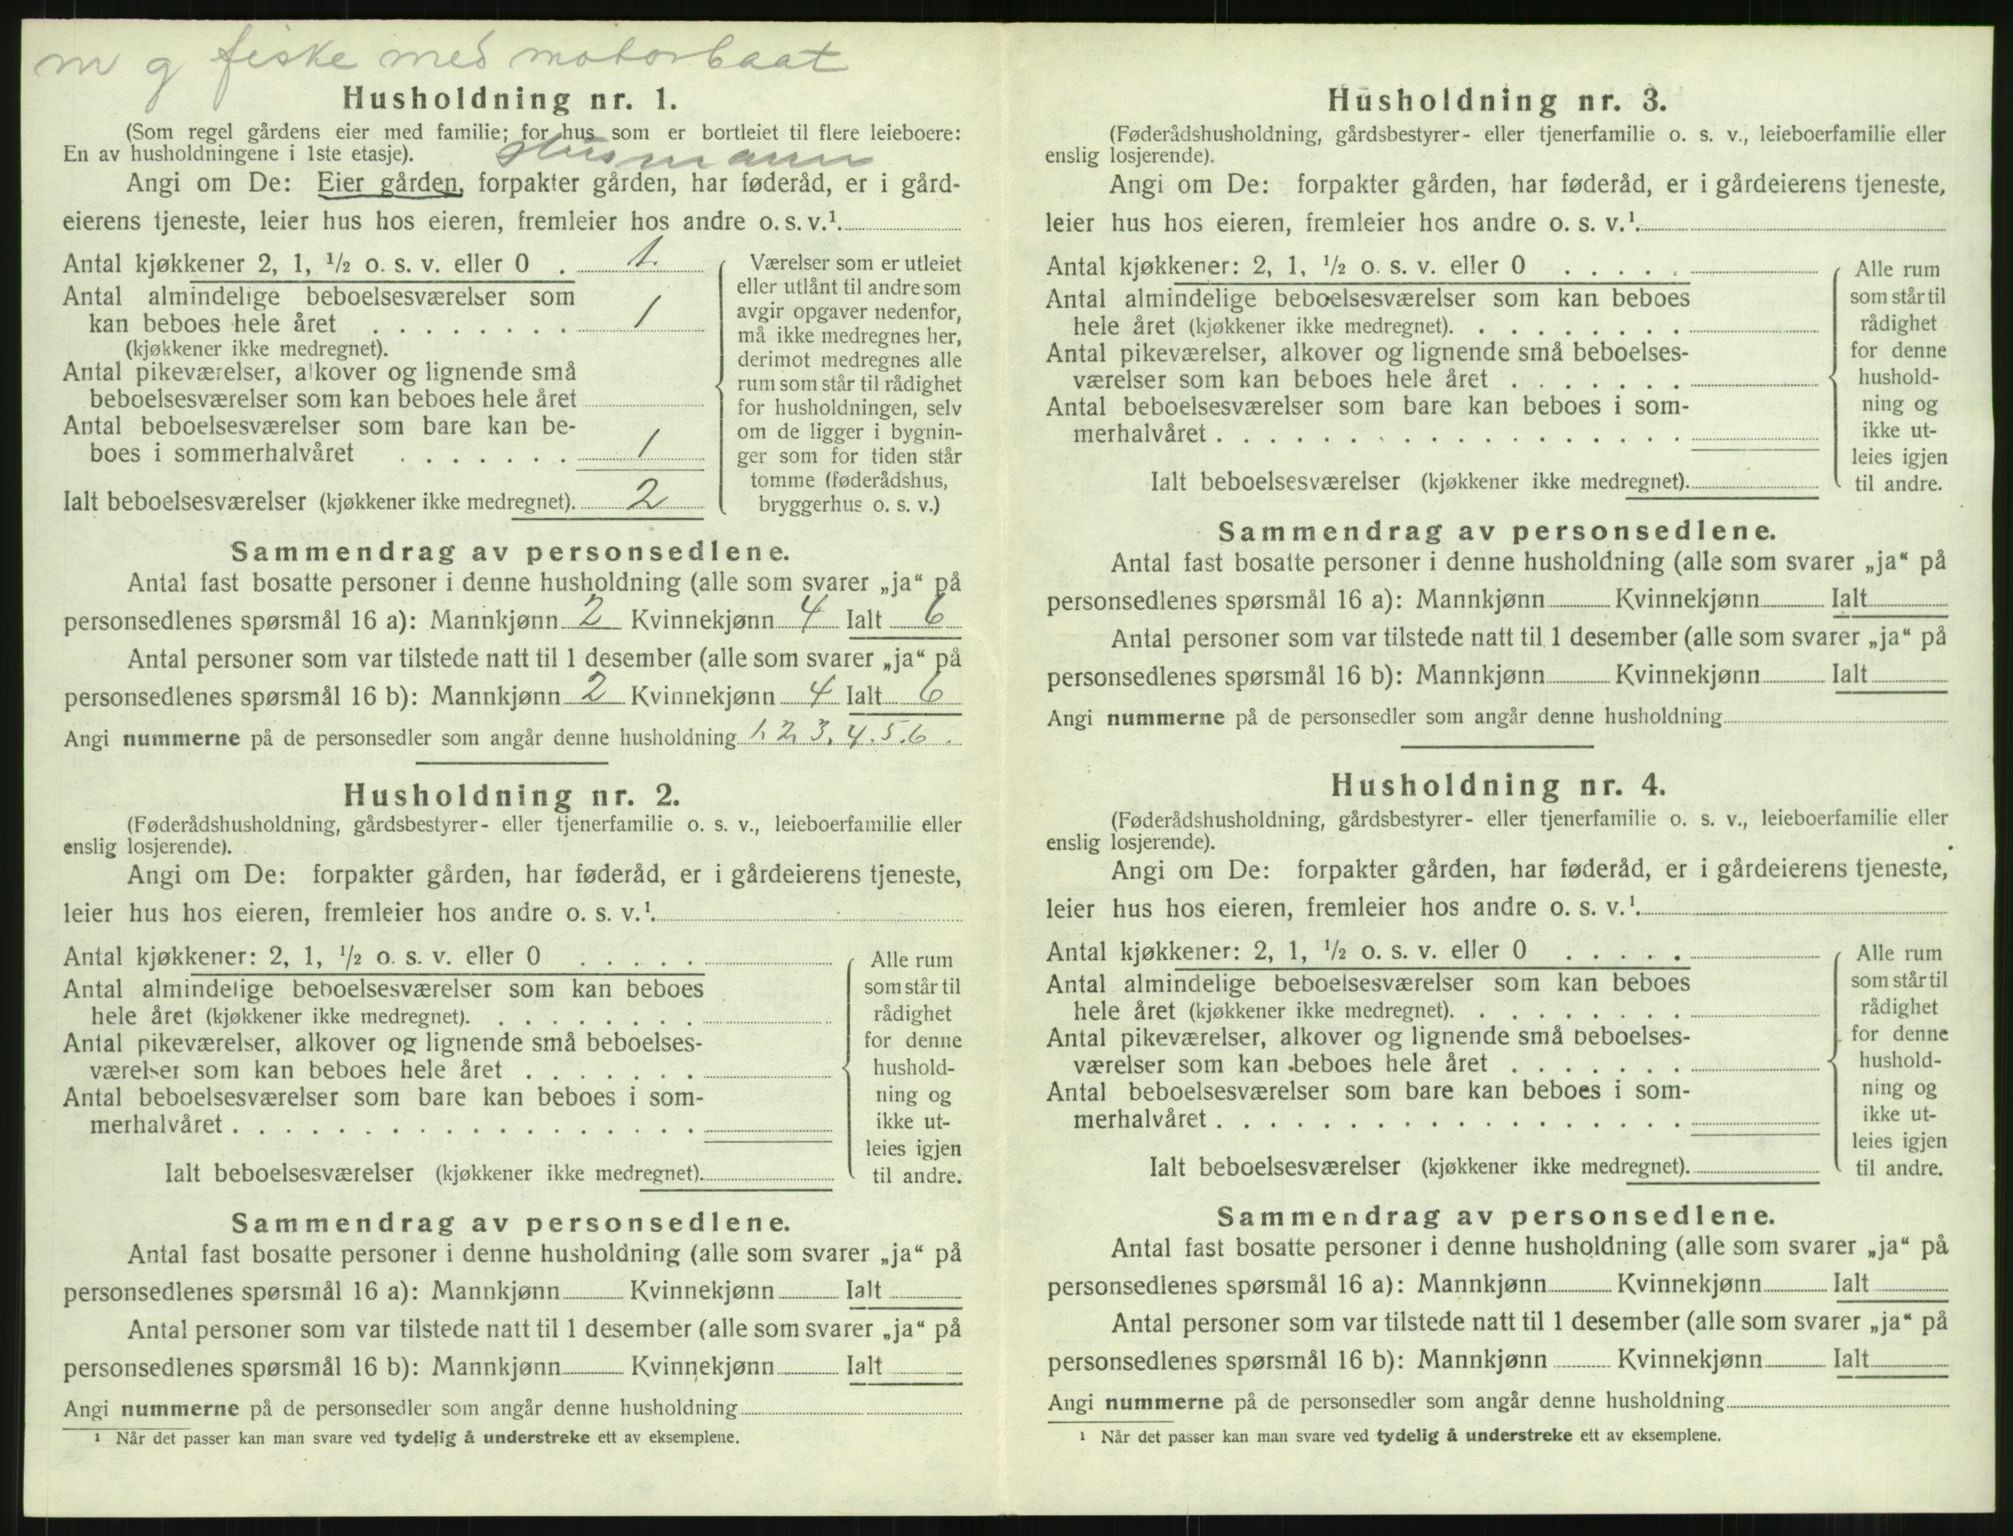 m g fiske med motorbaat
Husholdning nr. 1.
(Som regel gårdens eier med familie; for hus som er bortleiet til flere leieboere:
En av husholdningene i 1ste etasje).
Husmann
Angi om De: Eier gården, forpakter gården, har føderåd, er i gård-
eierens tjeneste, leier hus hos eieren, fremleier hos andre o. s. v.¹
Antal kjøkkener 2, 1, ½ o. s. v. eller 0 . 1.
Antal almindelige beboelsesværelser som
kan beboes hele året . . . . . . . . 1
(kjøkkener ikke medregnet).
Antal pikeværelser, alkover og lignende små
beboelsesværelser som kan beboes hele året
Antal beboelsesværelser som bare kan be-
boes i sommerhalvåret . . . . . . . 1
Ialt beboelsesværelser (kjøkkener ikke medregnet). 2
Værelser som er utleiet
eller utlånt til andre som
avgir opgaver nedenfor,
må ikke medregnes her,
derimot medregnes alle
rum som står til rådighet
for husholdningen, selv
om de ligger i bygnin-
ger som for tiden står
tomme (føderådshus,
bryggerhus o. s. v.)
Sammendrag av personsedlene.
Antal fast bosatte personer i denne husholdning (alle som svarer „ja“ på
personsedlenes spørsmål 16 a): Mannkjønn 2 Kvinnekjønn 4 Ialt 6
Antal personer som var tilstede natt til 1 desember (alle som svarer „ja“ på
personsedlenes spørsmål 16 b): Mannkjønn 2 Kvinnekjønn 4 Ialt 6
Angi nummerne på de personsedler som angår denne husholdning 1, 2, 3, 4. 5. 6.
Husholdning nr. 2.
(Føderådshusholdning, gårdsbestyrer- eller tjenerfamilie o. s. v., leieboerfamilie eller
enslig losjerende).
Angi om De: forpakter gården, har føderåd, er i gårdeierens tjeneste,
leier hus hos eieren, fremleier hos andre o. s. v.¹
Antal kjøkkener: 2, 1, ½ o. s. v. eller 0 . . . . .
Antal almindelige beboelsesværelser som kan beboes
hele året (kjøkkener ikke medregnet). . . . . . . . .
Antal pikeværelser, alkover og lignende små beboelses-
værelser som kan beboes hele året . . . . . . .
Antal beboelsesværelser som bare kan beboes i som-
merhalvåret . . . . . . . . . . . . . . . . . .
Ialt beboelsesværelser (kjøkkener ikke medregnet).
Alle rum
som står til
rådighet
for denne
hushold-
ning og
ikke ut-
leies igjen
til andre.
Sammendrag av personsedlene.
Antal fast bosatte personer i denne husholdning (alle som svarer „ja“ på
personsedlenes spørsmål 16 a): Mannkjønn Kvinnekjønn Ialt
Antal personer som var tilstede natt til 1 desember (alle som svarer „ja“ på
personsedlenes spørsmål 16 b): Mannkjønn Kvinnekjønn Ialt
Angi nummerne på de personsedler som angår denne husholdning
¹ Når det passer kan man svare ved tydelig å understreke ett av eksemplene.
Husholdning nr. 3.
(Føderådshusholdning, gårdsbestyrer- eller tjenerfamilie o. s. v., leieboerfamilie eller
enslig losjerende).
Angi om De: forpakter gården, har føderåd, er i gårdeierens tjeneste,
leier hus hos eieren, fremleier hos andre o. s. v.¹
Antal kjøkkener: 2, 1, ½ o. s. v. eller 0 . . . . .
Antal almindelige beboelsesværelser som kan beboes
hele året (kjøkkener ikke medregnet). . . . . . . . .
Antal pikeværelser, alkover og lignende små beboelses-
værelser som kan beboes hele året . . . . . . .
Antal beboelsesværelser som bare kan beboes i som-
merhalvåret . . . . . . . . . . . . . . . . . .
Ialt beboelsesværelser (kjøkkener ikke medregnet).
Alle rum
som står til
rådighet
for denne
hushold-
ning og
ikke ut-
leies igjen
til andre.
Sammendrag av personsedlene.
Antal fast bosatte personer i denne husholdning (alle som svarer „ja“ på
personsedlenes spørsmål 16 a): Mannkjønn Kvinnekjønn Ialt
Antal personer som var tilstede natt til 1 desember (alle som svarer „ja“ på
personsedlenes spørsmål 16 b): Mannkjønn Kvinnekjønn Ialt
Angi nummerne på de personsedler som angår denne husholdning
Husholdning nr. 4.
(Føderådshusholdning, gårdsbestyrer- eller tjenerfamilie o. s. v., leieboerfamilie eller
enslig losjerende).
Angi om De: forpakter gården, har føderåd, er i gårdeierens tjeneste,
leier hus hos eieren, fremleier hos andre o. s. v.¹
Antal kjøkkener: 2, 1, ½ o. s. v. eller 0 . . . . .
Antal almindelige beboelsesværelser som kan beboes
hele året (kjøkkener ikke medregnet). . . . . . . . .
Antal pikeværelser, alkover og lignende små beboelses-
værelser som kan beboes hele året . . . . . . .
Antal beboelsesværelser som bare kan beboes i som-
merhalvåret . . . . . . . . . . . . . . . . . .
Ialt beboelsesværelser (kjøkkener ikke medregnet).
Alle rum
som står til
rådighet
for denne
hushold-
ning og
ikke ut-
leies igjen
til andre.
Sammendrag av personsedlene.
Antal fast bosatte personer i denne husholdning (alle som svarer „ja“ på
personsedlenes spørsmål 16 a): Mannkjønn Kvinnekjønn Ialt
Antal personer som var tilstede natt til 1 desember (alle som svarer „ja“ på
personsedlenes spørsmål 16 b): Mannkjønn Kvinnekjønn Ialt
Angi nummerne på de personsedler som angår denne husholdning
¹ Når det passer kan man svare ved tydelig å understreke ett av eksemplene.